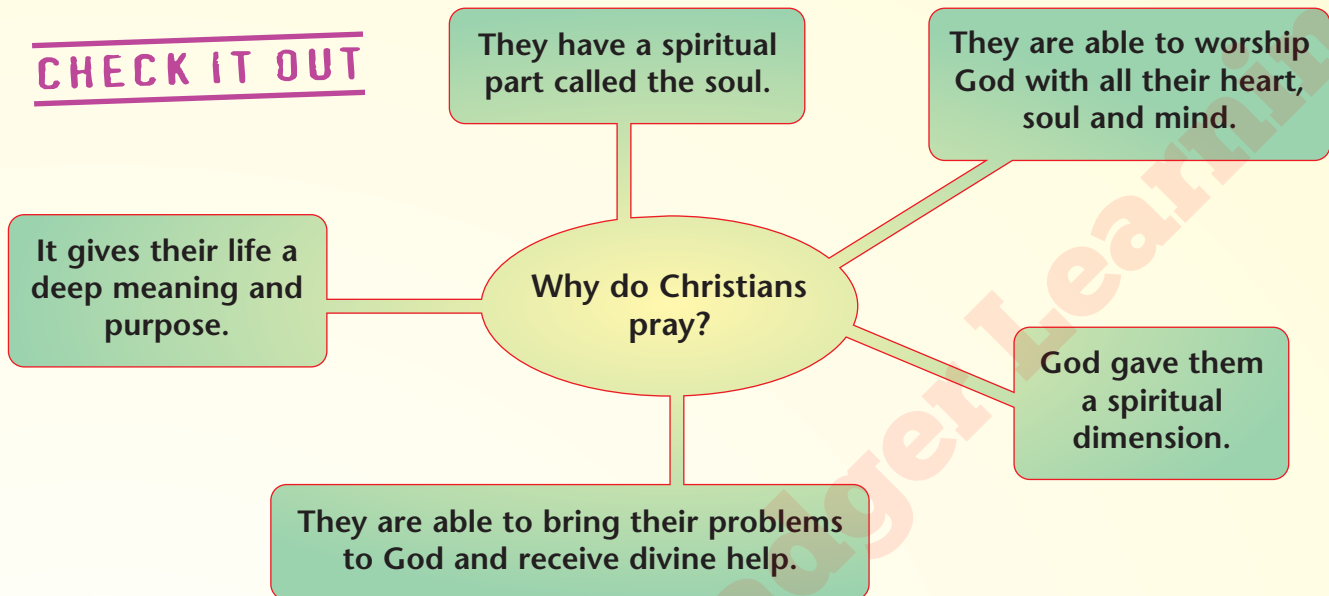 CHECK IT OUT
They have a spiritual
part called the soul.
They are able to worship
God with all their heart,
soul and mind.
It gives their life a
deep meaning and
purpose.
Why do Christians
pray?
God gave them
a spiritual
dimension.
They are able to bring their problems
to God and receive divine help.
dger Learnin